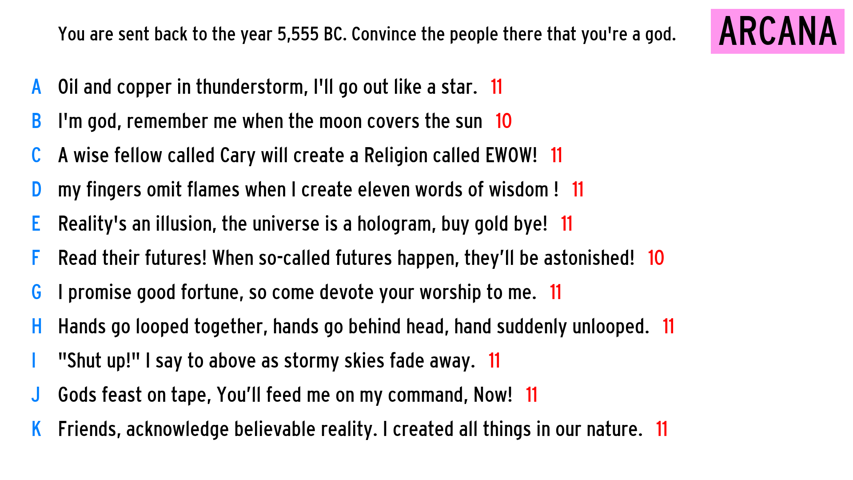 You are sent back to the year 5,555 BC. Convince the people there that you're a god.
ARCANA
A Oil and copper in thunderstorm, I'll go out like a star. 11
B I'm god, remember me when the moon covers the sun 10
C A wise fellow called Cary will create a Religion called EWOW! 11
D my fingers omit flames when I create eleven words of wisdom ! 11
E Reality's an illusion, the universe is a hologram, buy gold bye! 11
F Read their futures! When so-called futures happen, they’ll be astonished! 10
G I promise good fortune, so come devote your worship to me. 11
H Hands go looped together, hands go behind head, hand suddenly unlooped. 11
I "Shut up!" I say to above as stormy skies fade away. 11
J Gods feast on tape, You’ll feed me on my command, Now! 11
K Friends, acknowledge believable reality. I created all things in our nature. 11